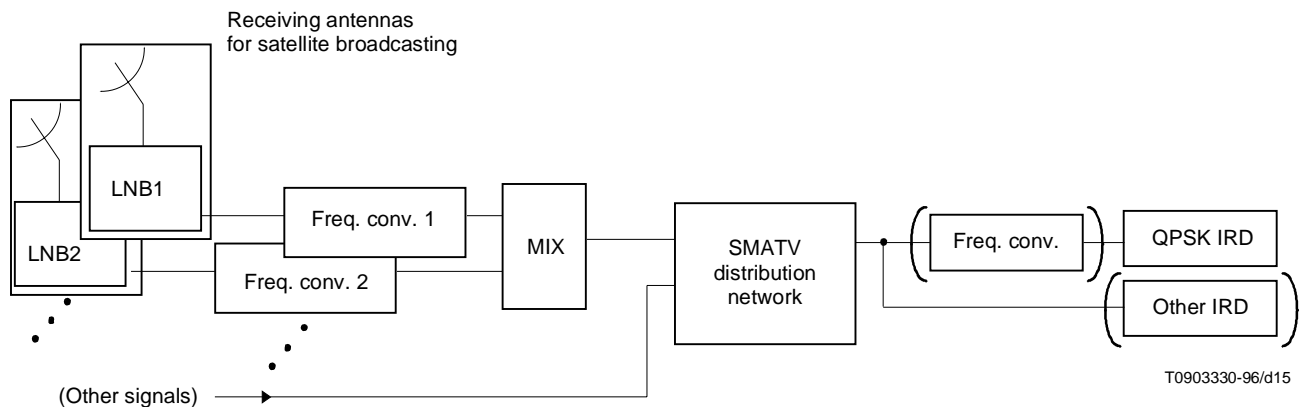 Receiving antennas
for satellite broadcasting
LNB1
LNB2
Freq. conv. 1
Freq. conv. 2
MIX
SMATV
distribution
network
Freq. conv.
QPSK IRD
Other IRD
(Other signals)
T0903330-96/d15